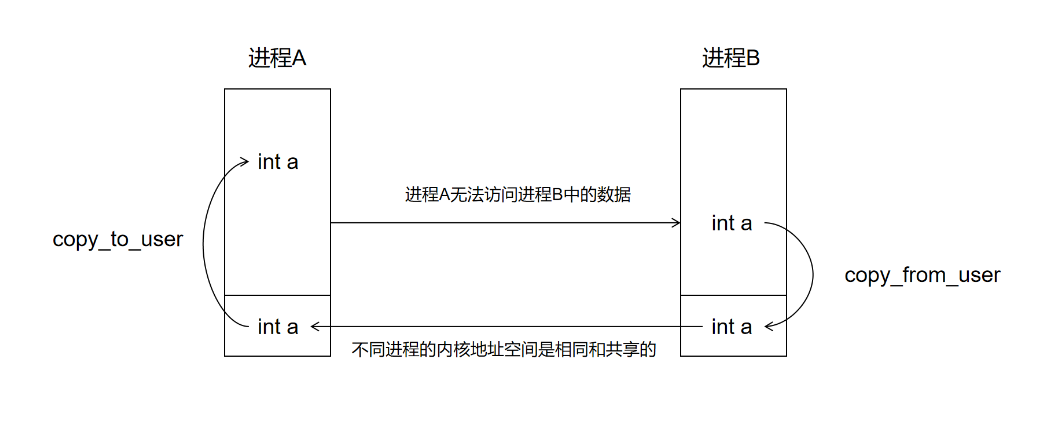 进程A
进程B
int a
进程A无法访问进程B中的数据
int a
copy_to_user
copy_from_user
int a
int a
不同进程的内核地址空间是相同和共享的